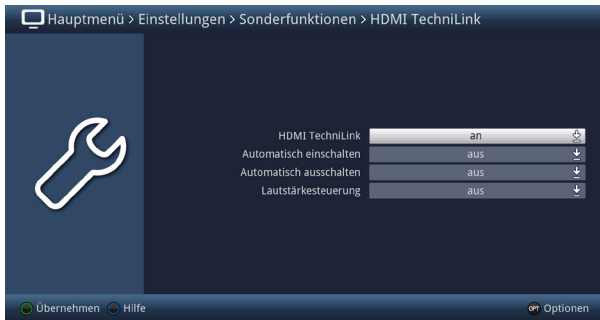 Hauptmenü > Einstellungen > Sonderfunktionen > HDMI TechniLink
HDMI TechniLink an
Automatisch einschalten aus
Automatisch ausschalten aus
Lautstärkesteuerung aus
Übernehmen Hilfe OPT Optionen